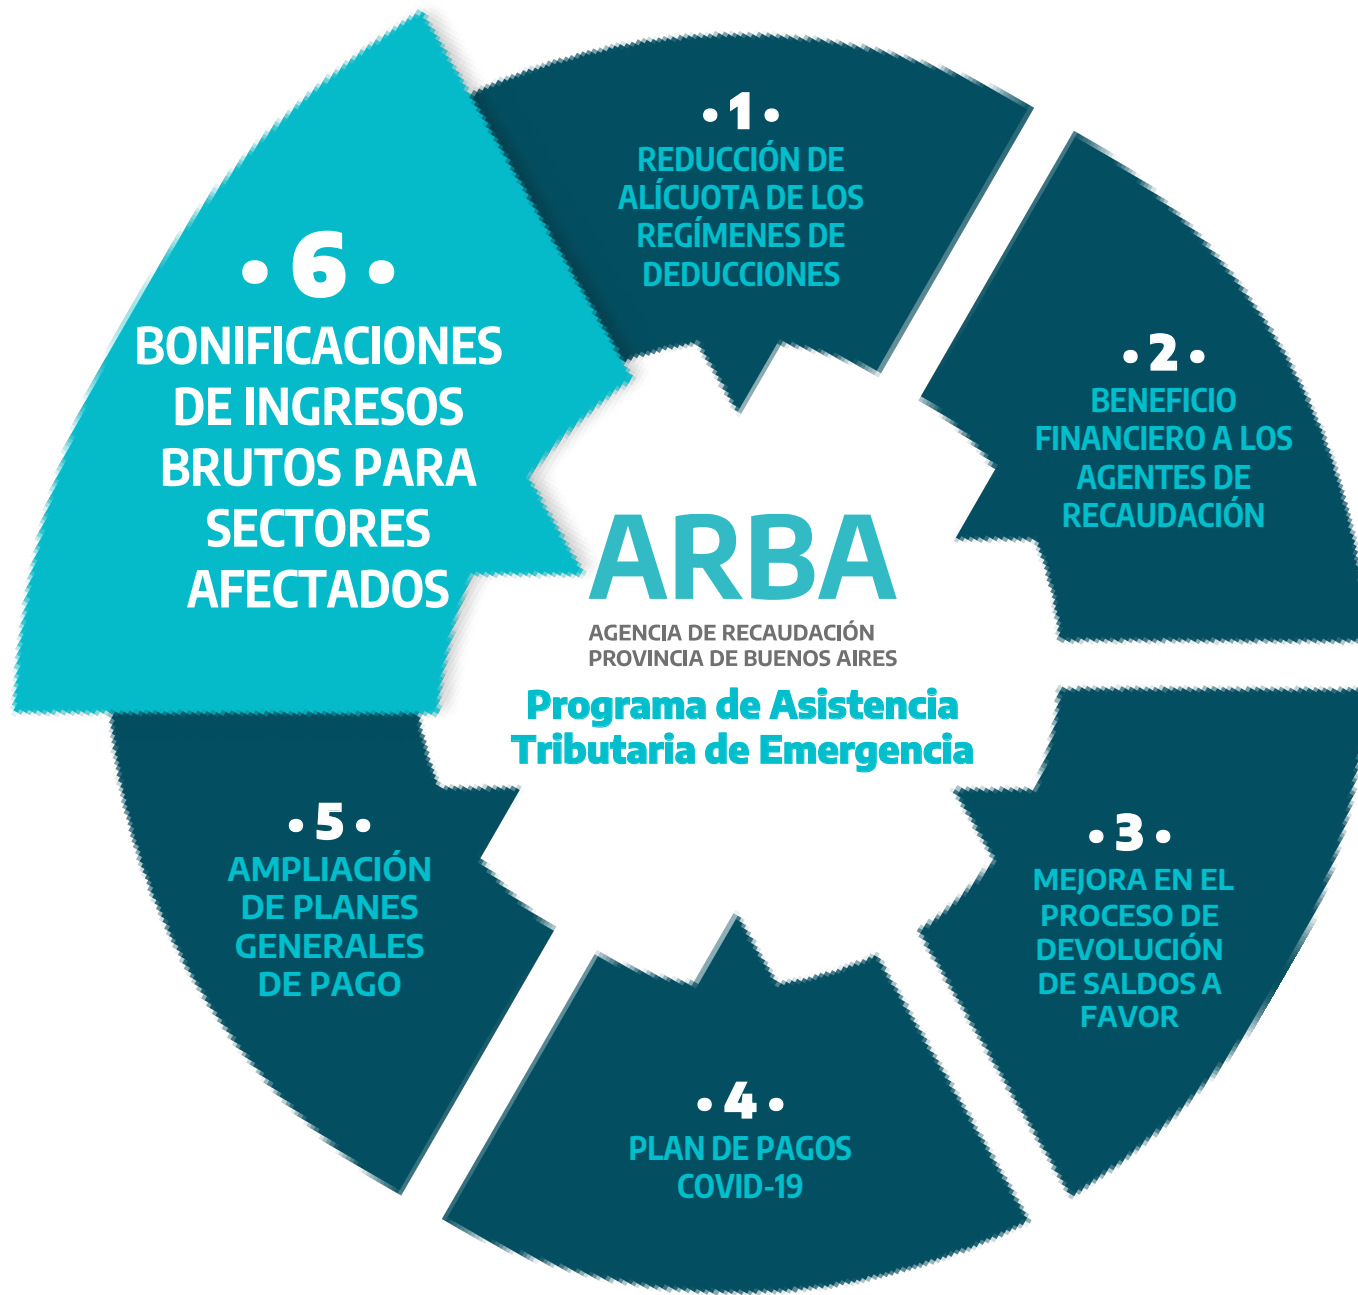 • 1 •
REDUCCIÓN DE
ALÍCUOTA DE LOS
REGÍMENES DE
DEDUCCIONES
• 2 •
BENEFICIO
FINANCIERO A LOS
AGENTES DE
RECAUDACIÓN
• 3 •
MEJORA EN EL
PROCESO DE
DEVOLUCIÓN
DE SALDOS A
FAVOR
• 4 •
PLAN DE PAGOS
COVID-19
• 5 •
AMPLIACIÓN
DE PLANES
GENERALES
DE PAGO
• 6 •
BONIFICACIONES
DE INGRESOS
BRUTOS PARA
SECTORES
AFECTADOS
ARBA
AGENCIA DE RECAUDACIÓN
PROVINCIA DE BUENOS AIRES
Programa de Asistencia
Tributaria de Emergencia